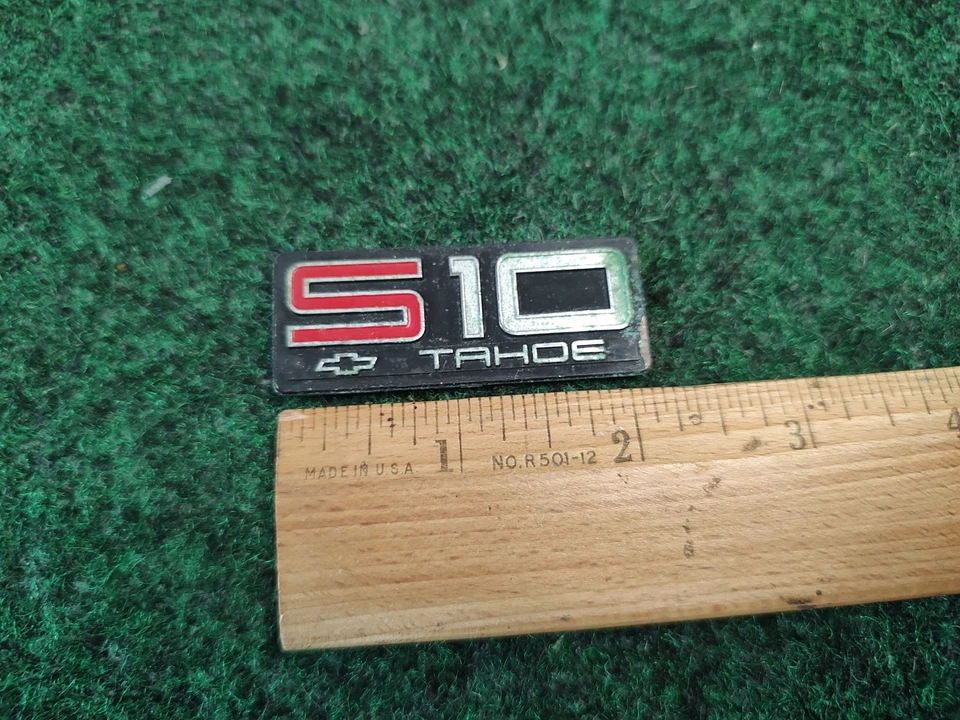 S10
TAHOE
1 2 3 4
MADE IN U.S.A. NO. R501-12